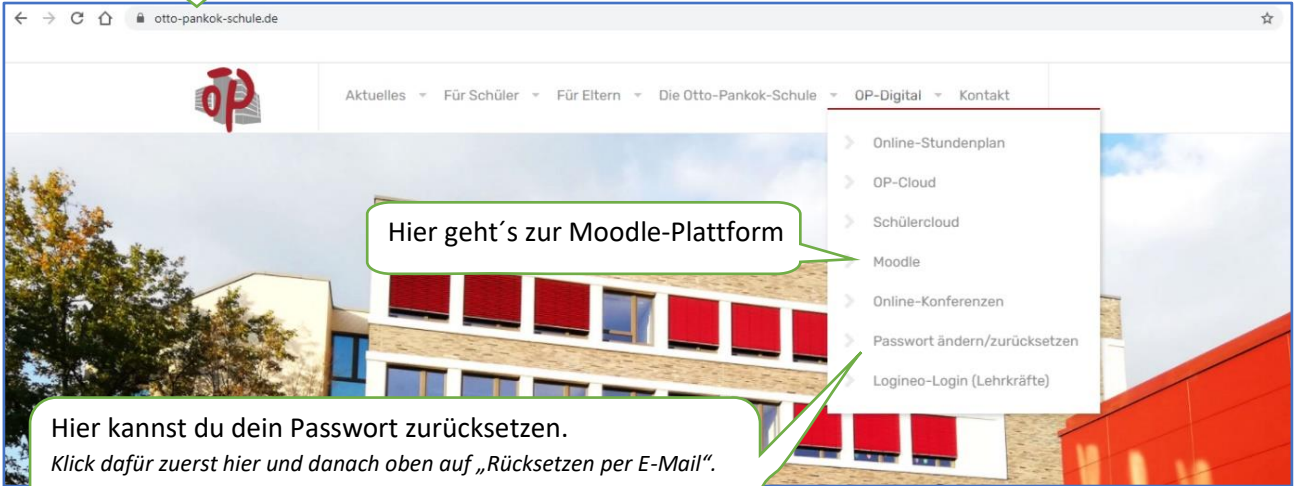 otto-pankok-schule.de
op
Aktuelles Für Schüler Für Eltern Die Otto-Pankok-Schule OP-Digital Kontakt
Online-Stundenplan
OP-Cloud
Schülercloud
Hier geht´s zur Moodle-Plattform
Moodle
Online-Konferenzen
Passwort ändern/zurücksetzen
Logineo-Login (Lehrkräfte)
Hier kannst du dein Passwort zurücksetzen.
Klick dafür zuerst hier und danach oben auf „Rücksetzen per E-Mail“.